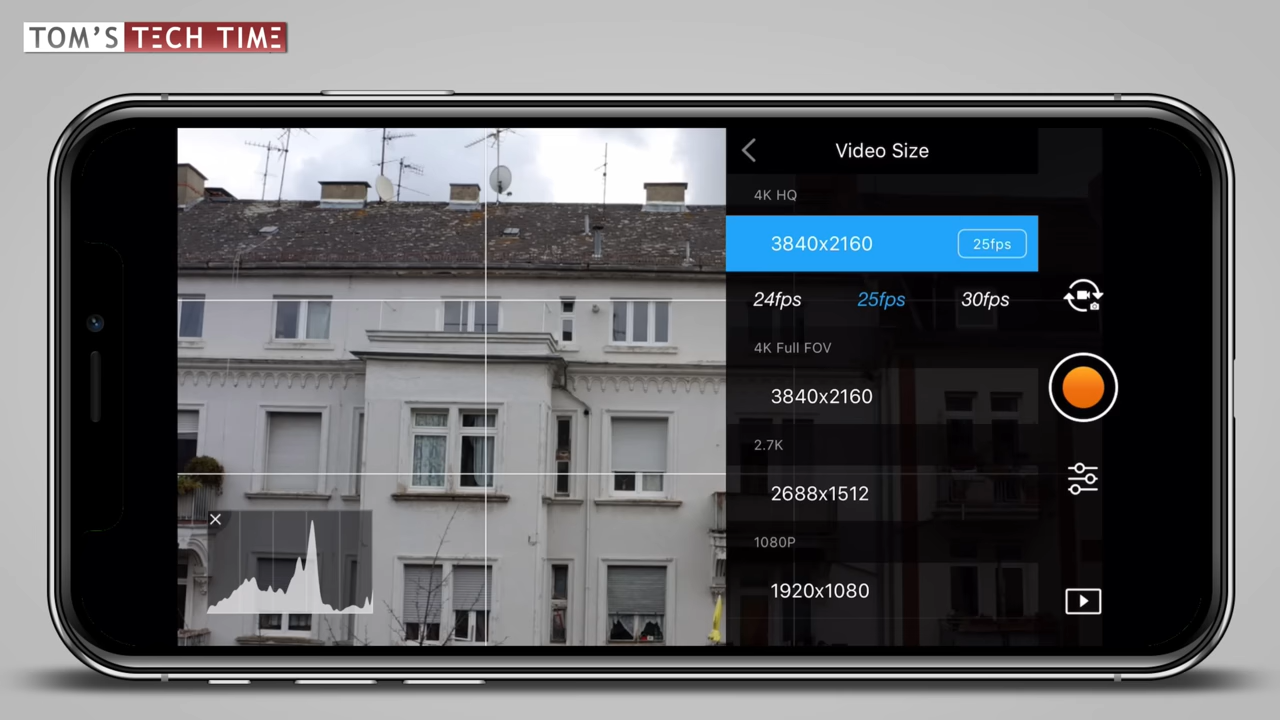 TOM'S TECH TIME
Video Size
4K HQ
3840x2160 25fps
24fps 25fps 30fps
4K Full FOV
3840x2160
2.7K
2688x1512
1080P
1920x1080